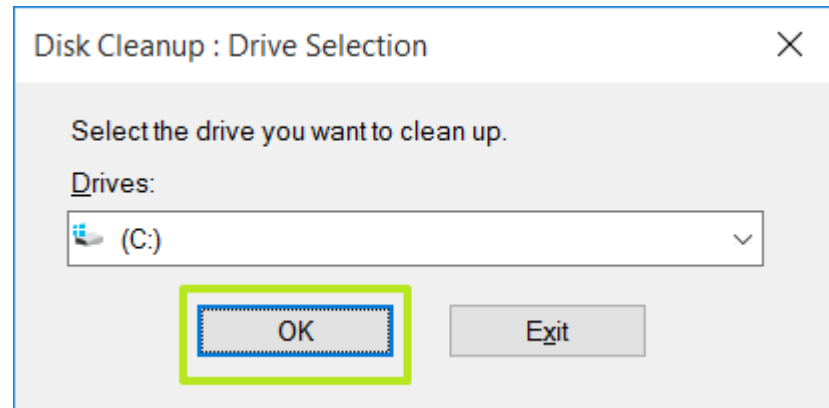 Disk Cleanup : Drive Selection
Select the drive you want to clean up.
Drives:
(C:)
OK Exit